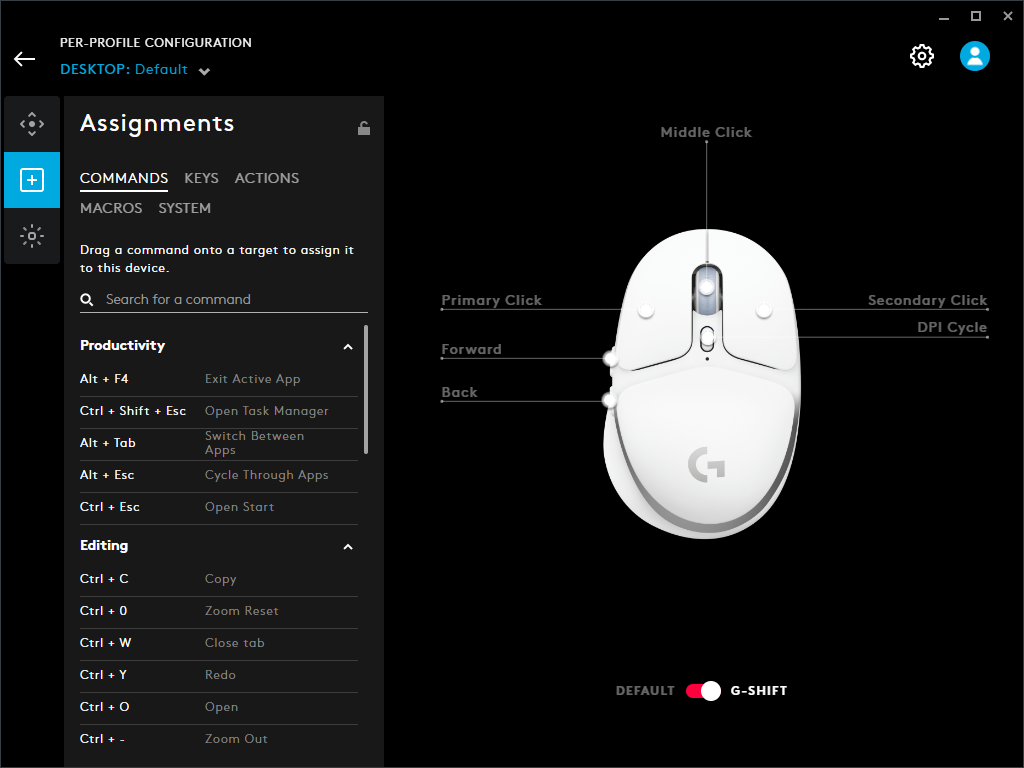 PER-PROFILE CONFIGURATION
DESKTOP: Default
Assignments
COMMANDS KEYS ACTIONS
MACROS SYSTEM
Drag a command onto a target to assign it
to this device.
Search for a command
Productivity
Alt + F4 Exit Active App
Ctrl + Shift + Esc Open Task Manager
Alt + Tab Switch Between
Apps
Alt + Esc Cycle Through Apps
Ctrl + Esc Open Start
Editing
Ctrl + C Copy
Ctrl + 0 Zoom Reset
Ctrl + W Close tab
Ctrl + Y Redo
Ctrl + O Open
Ctrl + - Zoom Out
Middle Click
Primary Click
Secondary Click
DPI Cycle
Forward
Back
G
DEFAULT G-SHIFT